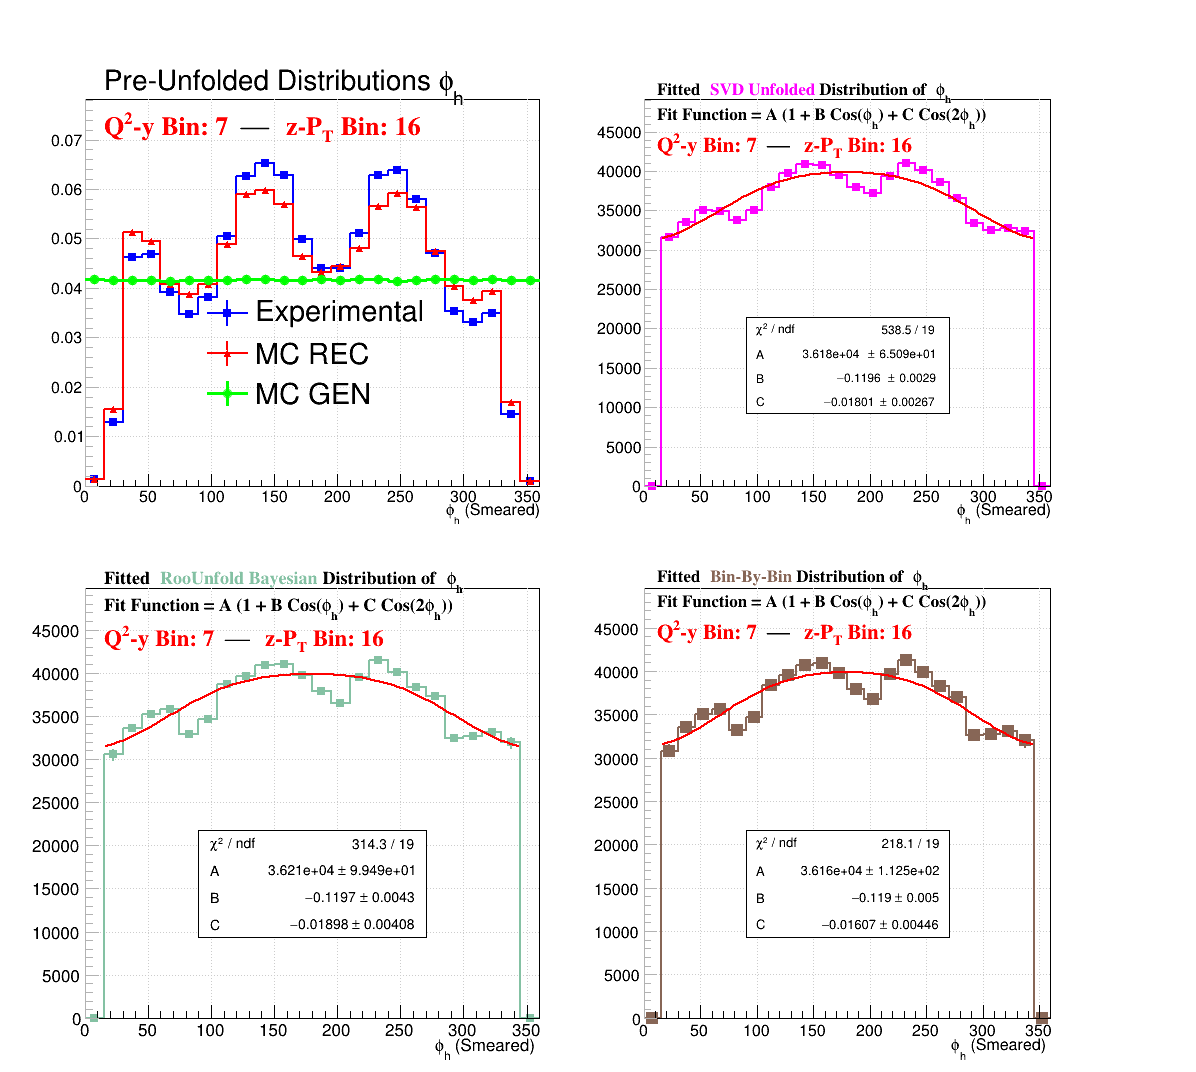 Pre-Unfolded Distributions ϕh
Q2-y Bin: 7 — z-PT Bin: 16
0.07
0.06
0.05
0.04
0.03
0.02
0.01
0
Experimental
MC REC
MC GEN
0 50 100 150 200 250 300 350
ϕh (Smeared)
Fitted SVD Unfolded Distribution of ϕh
Fit Function = A (1 + B Cos(ϕh) + C Cos(2ϕh))
Q2-y Bin: 7 — z-PT Bin: 16
45000
40000
35000
30000
25000
20000
15000
10000
5000
0
χ2 / ndf 538.5 / 19
A 3.618e+04 ± 6.509e+01
B −0.1196 ± 0.0029
C −0.01801 ± 0.00267
0 50 100 150 200 250 300 350
ϕh (Smeared)
Fitted RooUnfold Bayesian Distribution of ϕh
Fit Function = A (1 + B Cos(ϕh) + C Cos(2ϕh))
Q2-y Bin: 7 — z-PT Bin: 16
45000
40000
35000
30000
25000
20000
15000
10000
5000
0
χ2 / ndf 314.3 / 19
A 3.621e+04 ± 9.949e+01
B −0.1197 ± 0.0043
C −0.01898 ± 0.00408
0 50 100 150 200 250 300 350
ϕh (Smeared)
Fitted Bin-By-Bin Distribution of ϕh
Fit Function = A (1 + B Cos(ϕh) + C Cos(2ϕh))
Q2-y Bin: 7 — z-PT Bin: 16
45000
40000
35000
30000
25000
20000
15000
10000
5000
0
χ2 / ndf 218.1 / 19
A 3.616e+04 ± 1.125e+02
B −0.119 ± 0.005
C −0.01607 ± 0.00446
0 50 100 150 200 250 300 350
ϕh (Smeared)